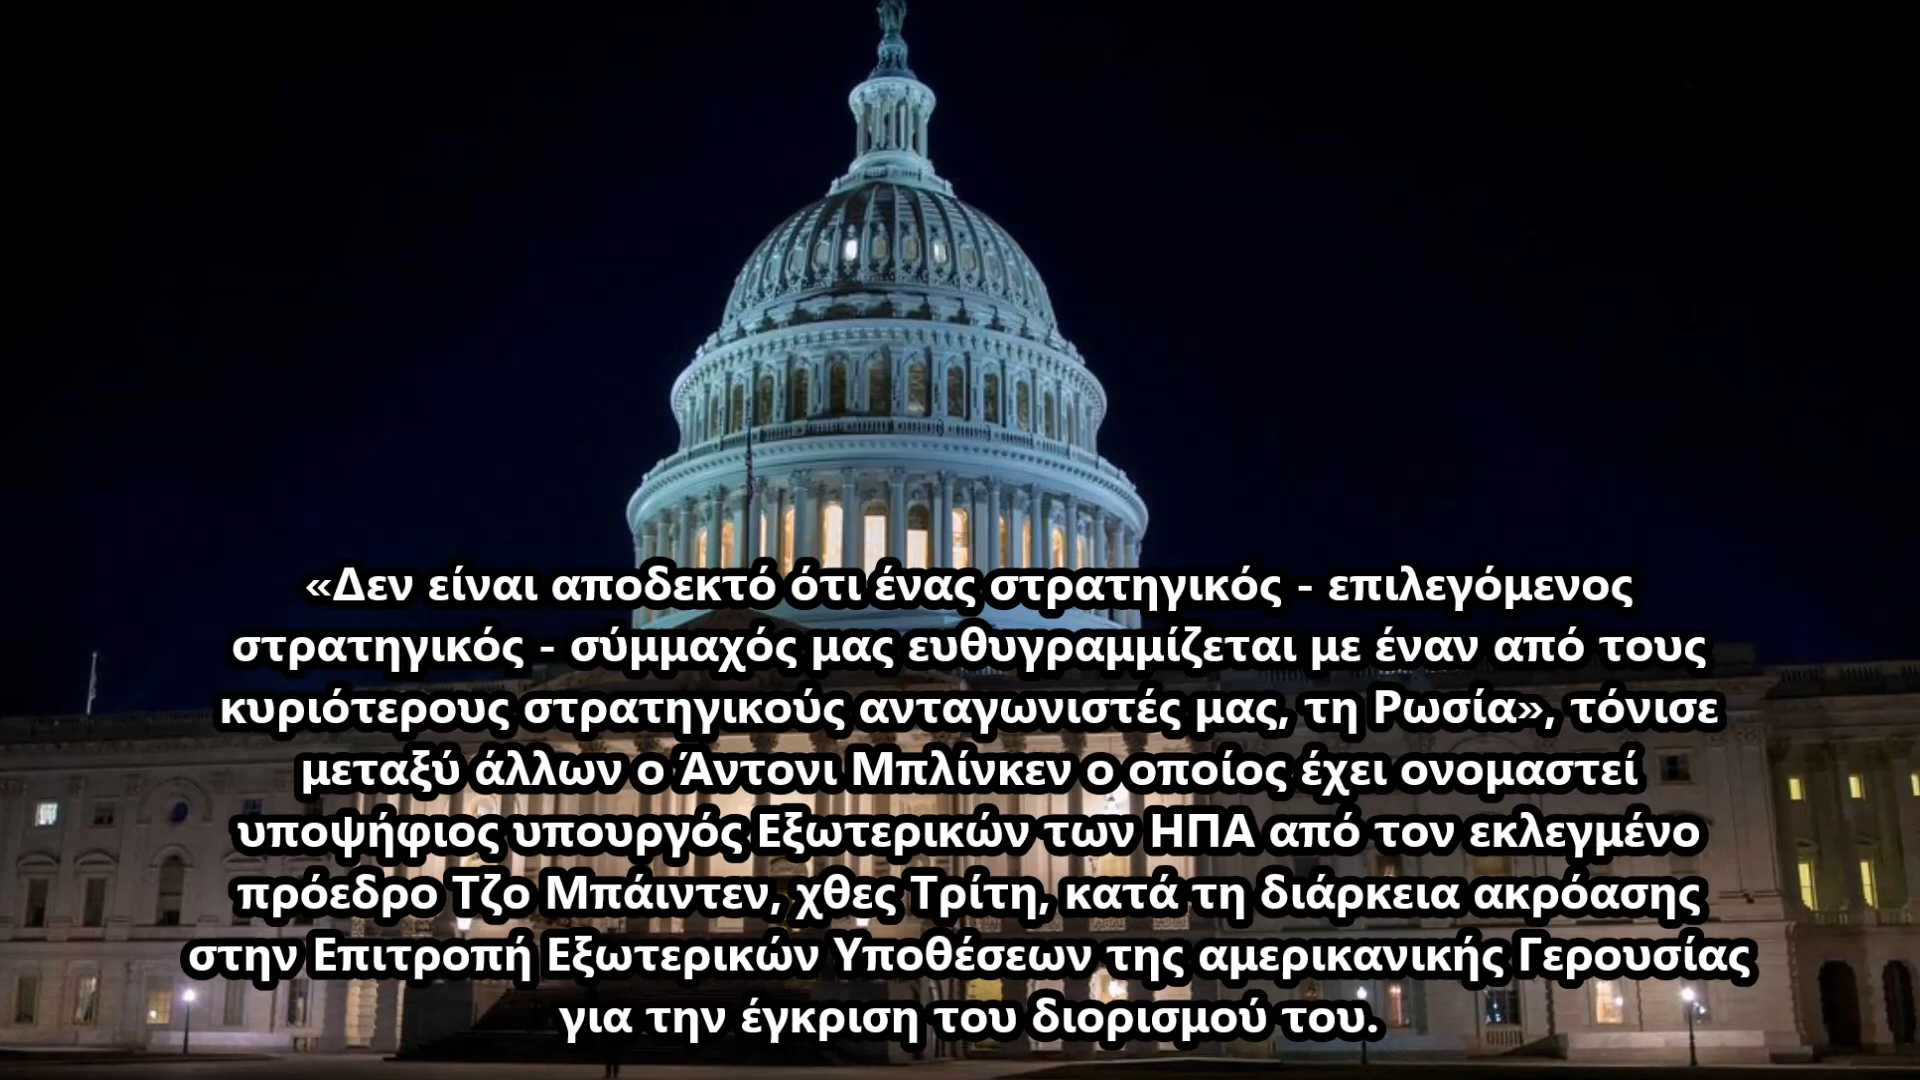 «Δεν είναι αποδεκτό ότι ένας στρατηγικός - επιλεγόμενος
στρατηγικός - σύμμαχός μας ευθυγραμμίζεται με έναν από τους
κυριότερους στρατηγικούς ανταγωνιστές μας, τη Ρωσία», τόνισε
μεταξύ άλλων ο Άντονι Μπλίνκεν ο οποίος έχει ονομαστεί
υποψήφιος υπουργός Εξωτερικών των ΗΠΑ από τον εκλεγμένο
πρόεδρο Τζο Μπάιντεν, χθες Τρίτη, κατά τη διάρκεια ακρόασης
στην Επιτροπή Εξωτερικών Υποθέσεων της αμερικανικής Γερουσίας
για την έγκριση του διορισμού του.